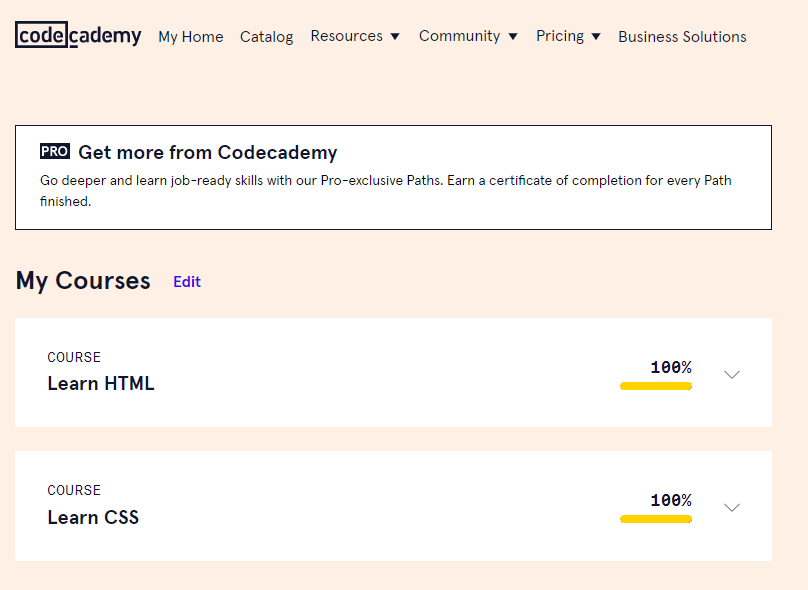 codecademy My Home Catalog Resources Community Pricing Business Solutions
PRO Get more from Codecademy
Go deeper and learn job-ready skills with our Pro-exclusive Paths. Earn a certificate of completion for every Path
finished.
My Courses Edit
COURSE
Learn HTML
100%
COURSE
Learn CSS
100%